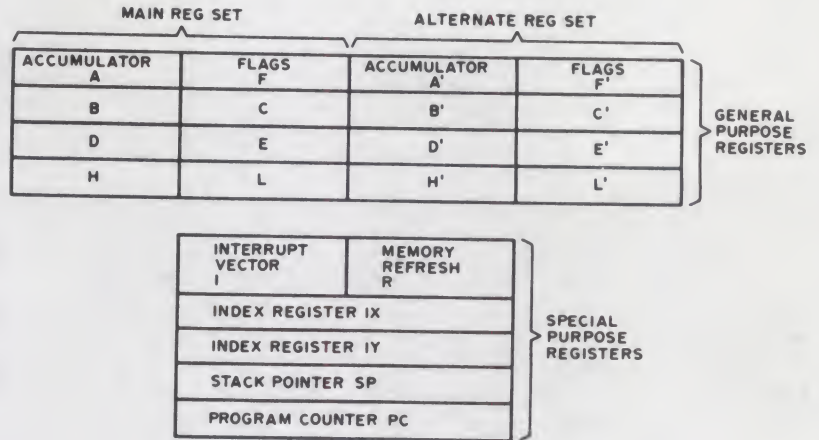 MAIN REG SET
ALTERNATE REG SET
ACCUMULATOR
A
FLAGS
F
ACCUMULATOR
A'
FLAGS
F'
B
C
B'
C'
D
E
D'
E'
H
L
H'
L'
GENERAL
PURPOSE
REGISTERS
INTERRUPT
VECTOR
I
MEMORY
REFRESH
R
INDEX REGISTER IX
INDEX REGISTER IY
STACK POINTER SP
PROGRAM COUNTER PC
SPECIAL
PURPOSE
REGISTERS